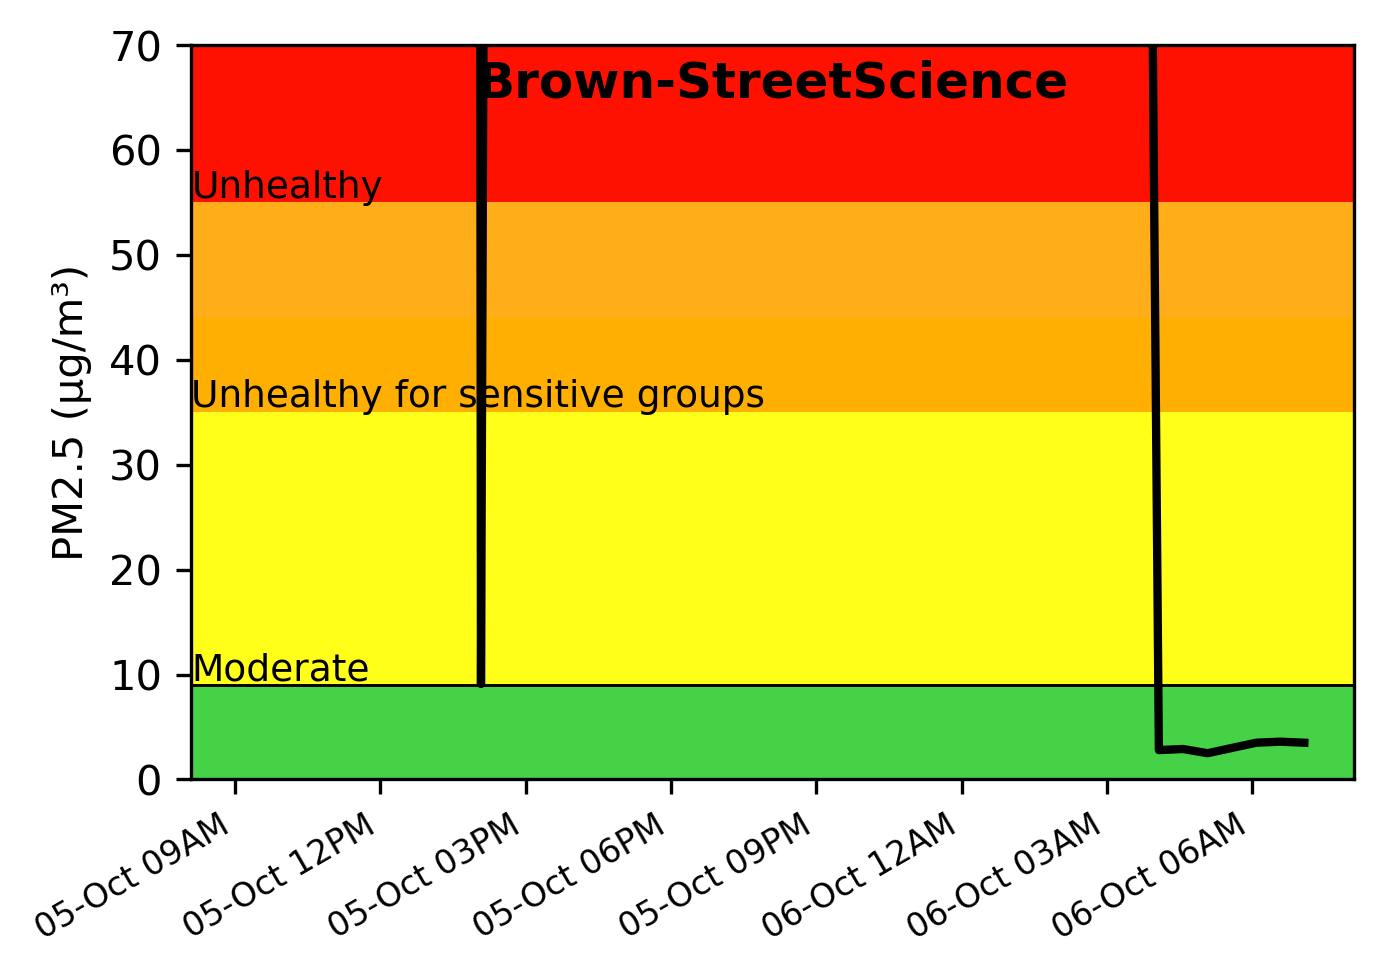 Brown-StreetScience
70
60
50
40
30
20
10
0
PM2.5 (µg/m³)
Unhealthy
Unhealthy for sensitive groups
Moderate
05-Oct 09AM
05-Oct 12PM
05-Oct 03PM
05-Oct 06PM
05-Oct 09PM
06-Oct 12AM
06-Oct 03AM
06-Oct 06AM